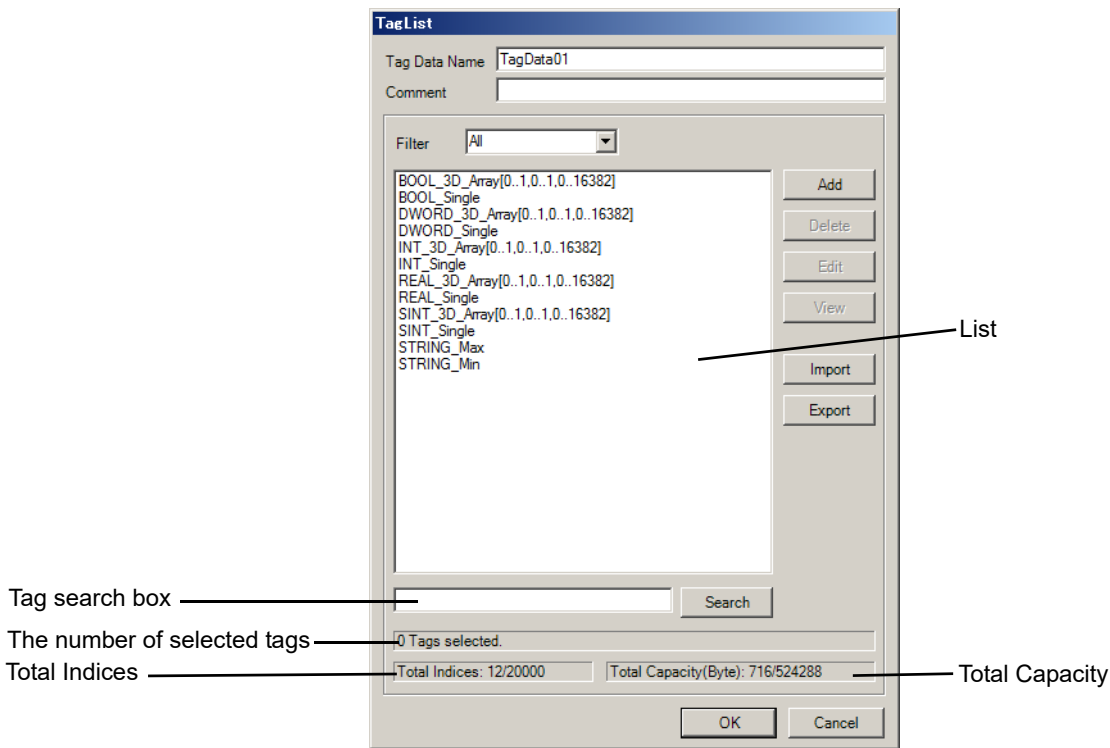 TagList
Tag Data Name TagData01
Comment
Filter All
BOOL_3D_Array[0..1,0..1,0..16382]
BOOL_Single
DWORD_3D_Array[0..1,0..1,0..16382]
DWORD_Single
INT_3D_Array[0..1,0..1,0..16382]
INT_Single
REAL_3D_Array[0..1,0..1,0..16382]
REAL_Single
SINT_3D_Array[0..1,0..1,0..16382]
SINT_Single
STRING_Max
STRING_Min
Add
Delete
Edit
View
List
Import
Export
Tag search box
Search
The number of selected tags
0 Tags selected.
Total Indices
Total Indices: 12/20000
Total Capacity(Byte): 716/524288
Total Capacity
OK
Cancel